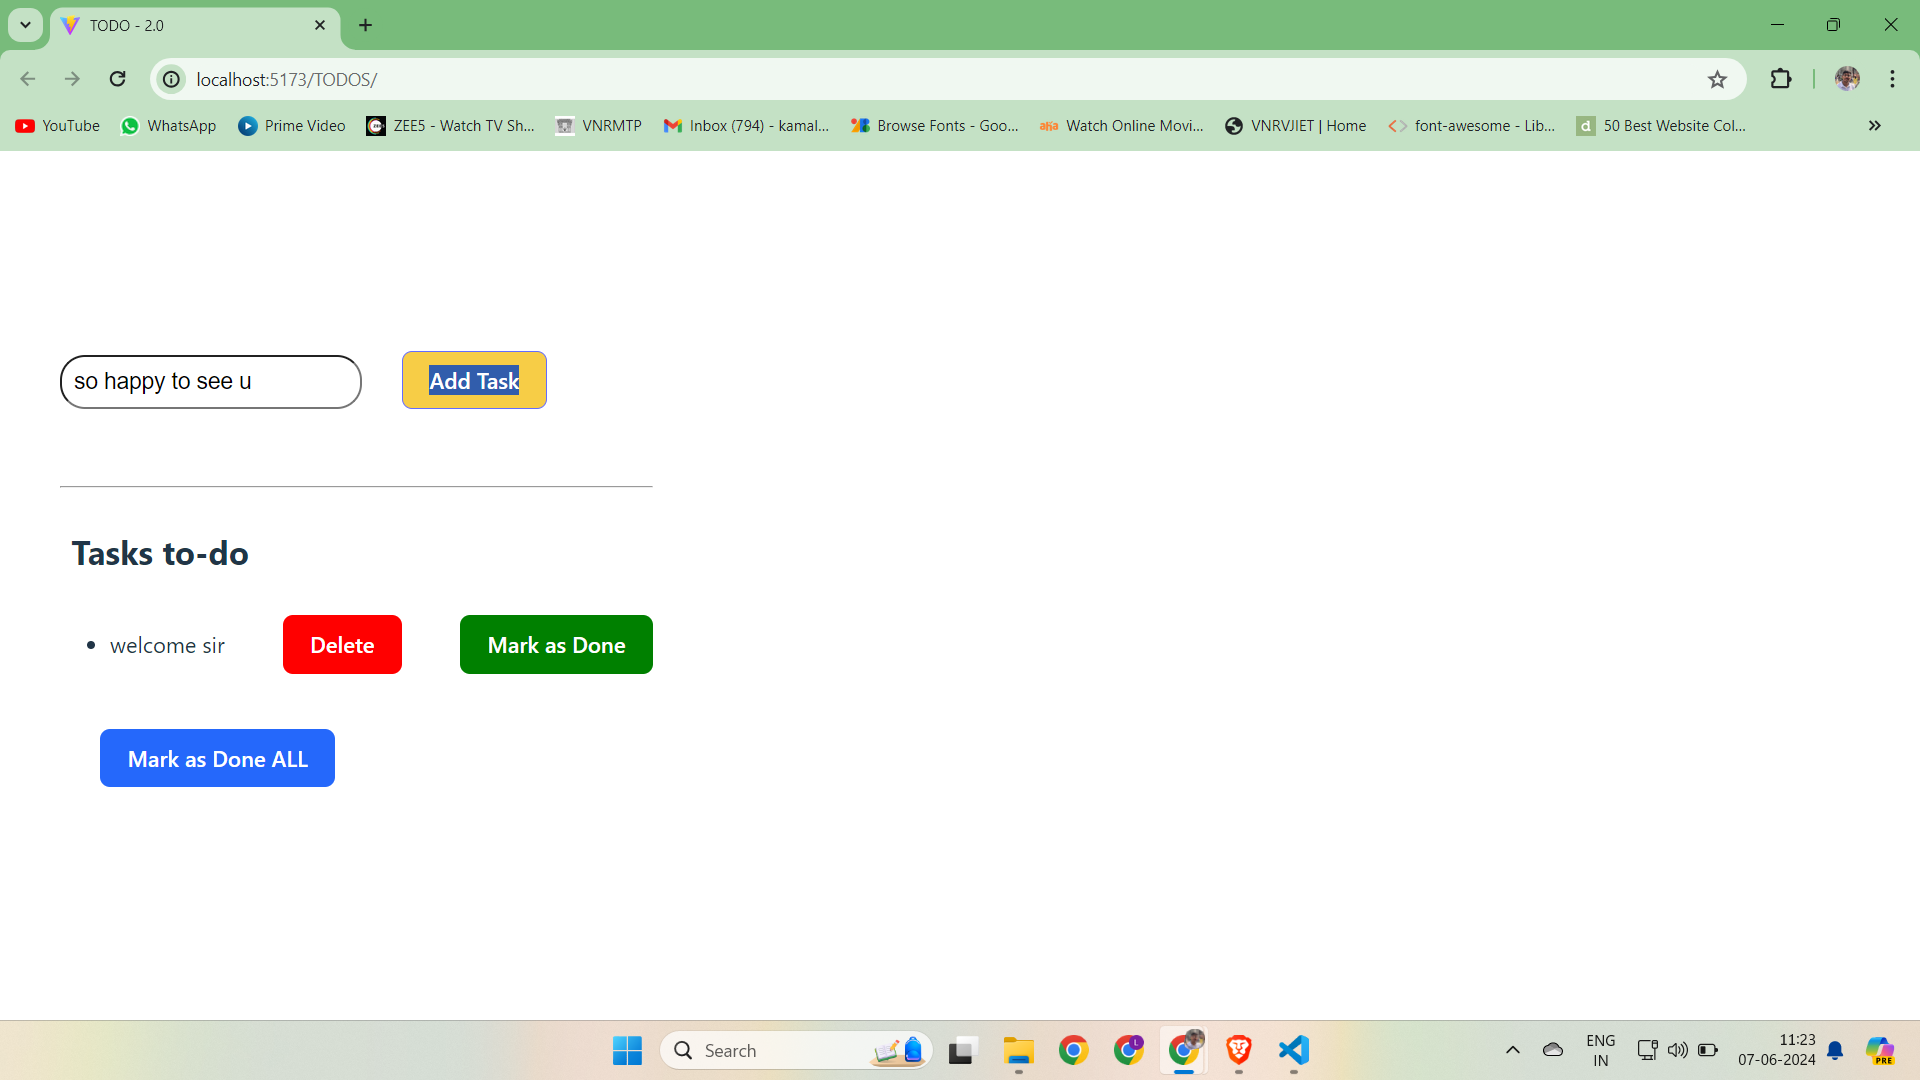 TODO - 2.0
localhost:5173/TODOS/
YouTube WhatsApp Prime Video ZEE5 - Watch TV Sh... VNRMTP Inbox (794) - kamal... Browse Fonts - Goo... aha Watch Online Movi... VNRVJIET | Home font-awesome - Lib... d 50 Best Website Col...
so happy to see u Add Task
Tasks to-do
welcome sir Delete Mark as Done
Mark as Done ALL
Search L ENG 11:23
IN 07-06-2024 PRE